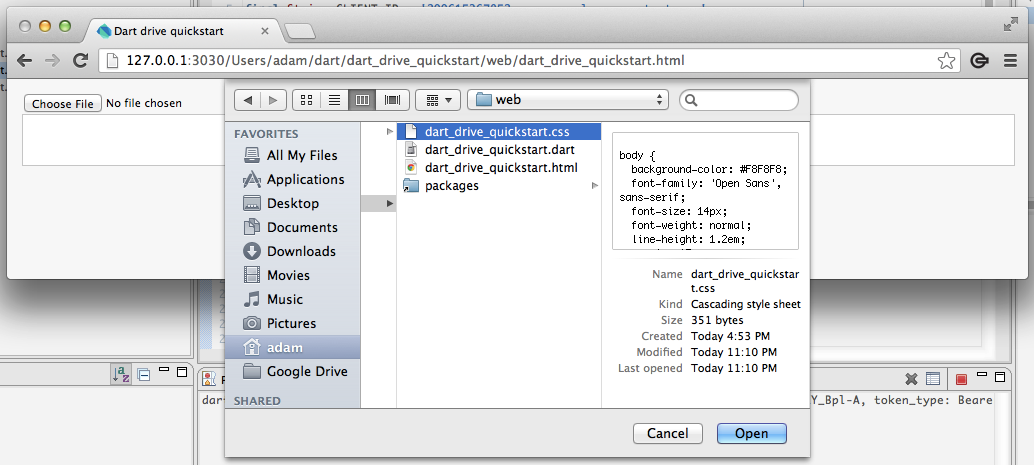 Dart drive quickstart
127.0.0.1:3030/Users/adam/dart/dart_drive_quickstart/web/dart_drive_quickstart.html
Choose File No file chosen
web
FAVORITES
All My Files
Applications
Desktop
Documents
Downloads
Movies
Music
Pictures
adam
Google Drive
SHARED
dart_drive_quickstart.css
dart_drive_quickstart.dart
dart_drive_quickstart.html
packages
body {
background-color: #F8F8F8;
font-family: 'Open Sans',
sans-serif;
font-size: 14px;
font-weight: normal;
line-height: 1.2em;
Name dart_drive_quickstar
t.css
Kind Cascading style sheet
Size 351 bytes
Created Today 4:53 PM
Modified Today 11:10 PM
Last opened Today 11:10 PM
Y_Bpl-A, token_type: Beare
Cancel Open